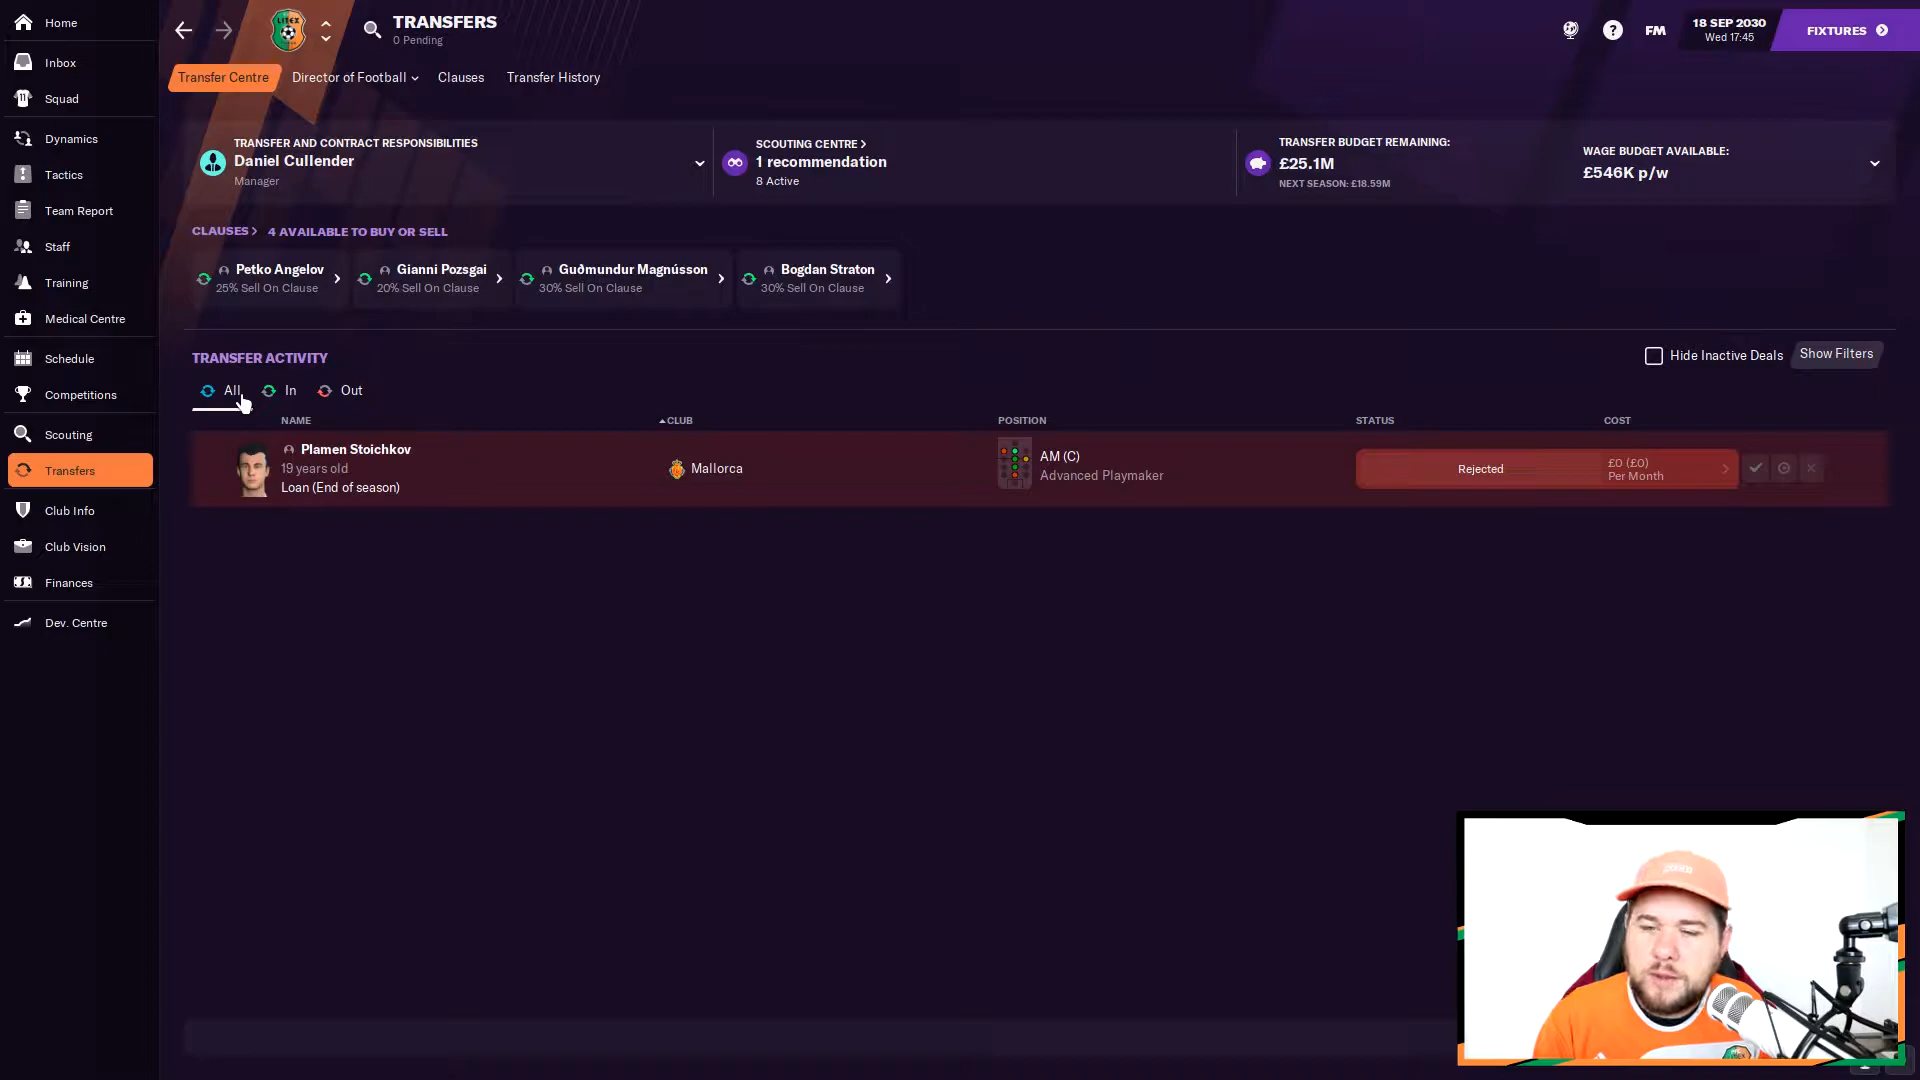 Home
Inbox
Squad
Dynamics
Tactics
Team Report
Staff
Training
Medical Centre
Schedule
Competitions
Scouting
Transfers
Club Info
Club Vision
Finances
Dev. Centre
LITEX
TRANSFERS
0 Pending
FM
18 SEP 2030
Wed 17:45
FIXTURES
Transfer Centre
Director of Football
Clauses
Transfer History
TRANSFER AND CONTRACT RESPONSIBILITIES
Daniel Cullender
Manager
SCOUTING CENTRE >
1 recommendation
8 Active
TRANSFER BUDGET REMAINING:
£25.1M
NEXT SEASON: £18.59M
WAGE BUDGET AVAILABLE:
£546K p/w
CLAUSES > 4 AVAILABLE TO BUY OR SELL
Petko Angelov
25% Sell On Clause
Gianni Pozsgai
20% Sell On Clause
Guðmundur Magnússon
30% Sell On Clause
Bogdan Straton
30% Sell On Clause
TRANSFER ACTIVITY
Hide Inactive Deals
Show Filters
All
In
Out
NAME
CLUB
POSITION
STATUS
COST
Plamen Stoichkov
19 years old
Loan (End of season)
Mallorca
AM (C)
Advanced Playmaker
Rejected
£0 (£0)
Per Month